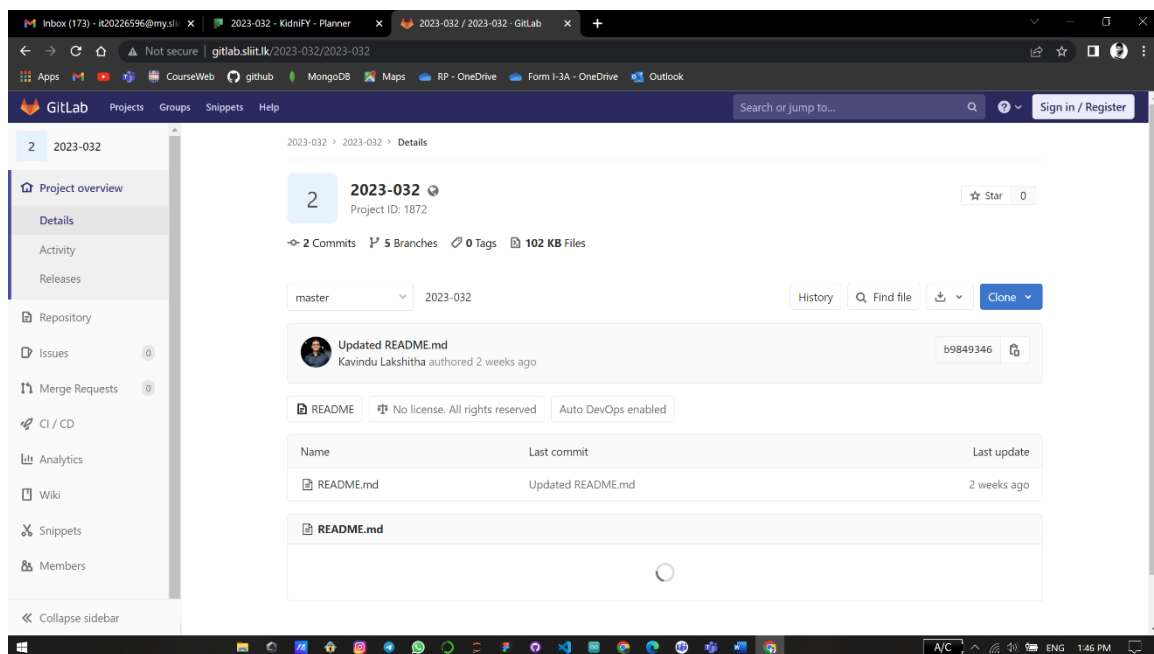 Inbox (173) - it20226596@my.slii
2023-032 - KidniFY - Planner
2023-032 / 2023-032 · GitLab
Not secure | gitlab.sliit.lk/2023-032/2023-032
Apps CourseWeb github MongoDB Maps RP - OneDrive Form I-3A - OneDrive Outlook
GitLab Projects Groups Snippets Help Search or jump to... Sign in / Register
2 2023-032
2023-032 > 2023-032 > Details
Project overview
Details
Activity
Releases
Repository
Issues 0
Merge Requests 0
CI / CD
Analytics
Wiki
Snippets
Members
Collapse sidebar
2
2023-032
Project ID: 1872
Star 0
2 Commits 5 Branches 0 Tags 102 KB Files
master 2023-032 History Find file Clone
Updated README.md
Kavindu Lakshitha authored 2 weeks ago
b9849346
README No license. All rights reserved Auto DevOps enabled
Name Last commit Last update
README.md Updated README.md 2 weeks ago
README.md
A/C ENG 1:46 PM